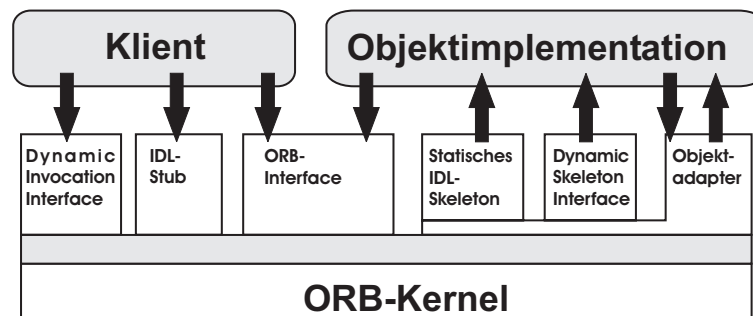 Klient
Objektimplementation
Dynamic
Invocation
Interface
IDL-
Stub
ORB-
Interface
Statisches
IDL-
Skeleton
Dynamic
Skeleton
Interface
Objekt-
adapter
ORB-Kernel